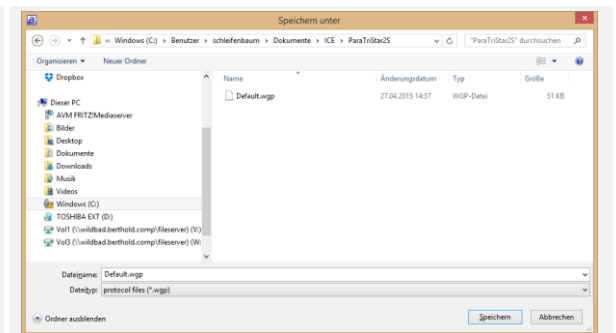 Speichern unter
« Windows (C:) ▸ Benutzer ▸ schleifenbaum ▸ Dokumente ▸ ICE ▸ ParaTriStar2S
"ParaTriStar2S" durchsuchen
Organisieren
Neuer Ordner
Dropbox
Dieser PC
AVM FRITZ!Mediaserver
Bilder
Desktop
Dokumente
Downloads
Musik
Videos
Windows (C:)
TOSHIBA EXT (D:)
Vol1 (\\wildbad.berthold.comp\fileserver) (V:)
Vol3 (\\wildbad.berthold.comp\fileserver) (W:
Name Änderungsdatum Typ Größe
Default.wgp 27.04.2015 14:37 WGP-Datei 51 KB
Dateiname: Default.wgp
Dateityp: protocol files (*.wgp)
Ordner ausblenden
Speichern
Abbrechen